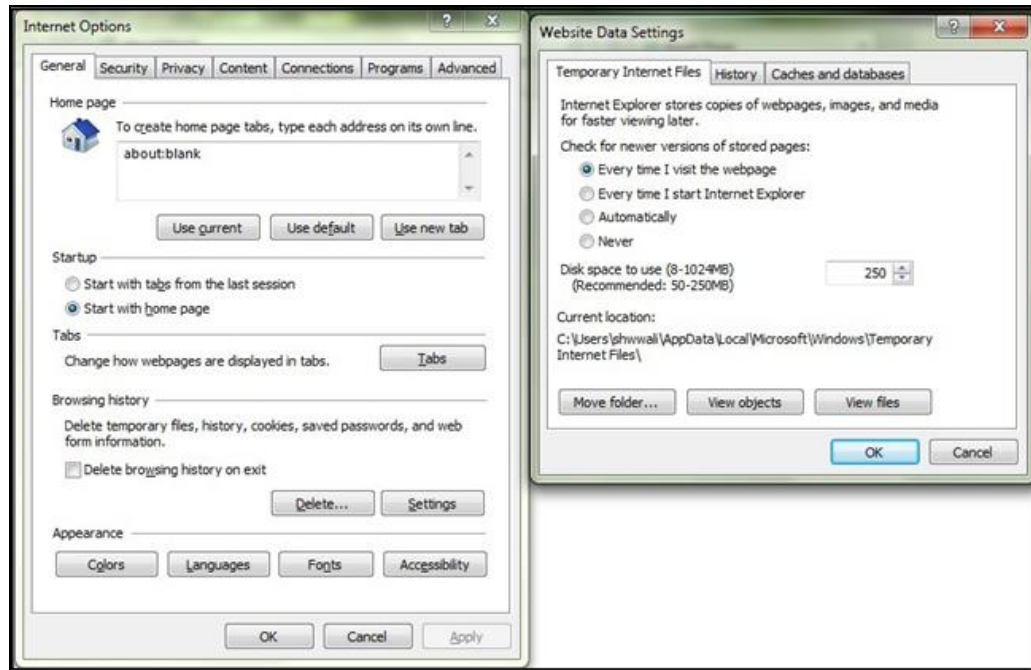 Internet Options
General Security Privacy Content Connections Programs Advanced
Home page
To create home page tabs, type each address on its own line.
about:blank
Use current Use default Use new tab
Startup
Start with tabs from the last session
Start with home page
Tabs
Change how webpages are displayed in tabs. Tabs
Browsing history
Delete temporary files, history, cookies, saved passwords, and web
form information.
Delete browsing history on exit
Delete... Settings
Appearance
Colors Languages Fonts Accessibility
OK Cancel Apply
Website Data Settings
Temporary Internet Files History Caches and databases
Internet Explorer stores copies of webpages, images, and media
for faster viewing later.
Check for newer versions of stored pages:
Every time I visit the webpage
Every time I start Internet Explorer
Automatically
Never
Disk space to use (8-1024MB) 250
(Recommended: 50-250MB)
Current location:
C:\Users\shwwali\AppData\Local\Microsoft\Windows\Temporary
Internet Files\
Move folder... View objects View files
OK Cancel